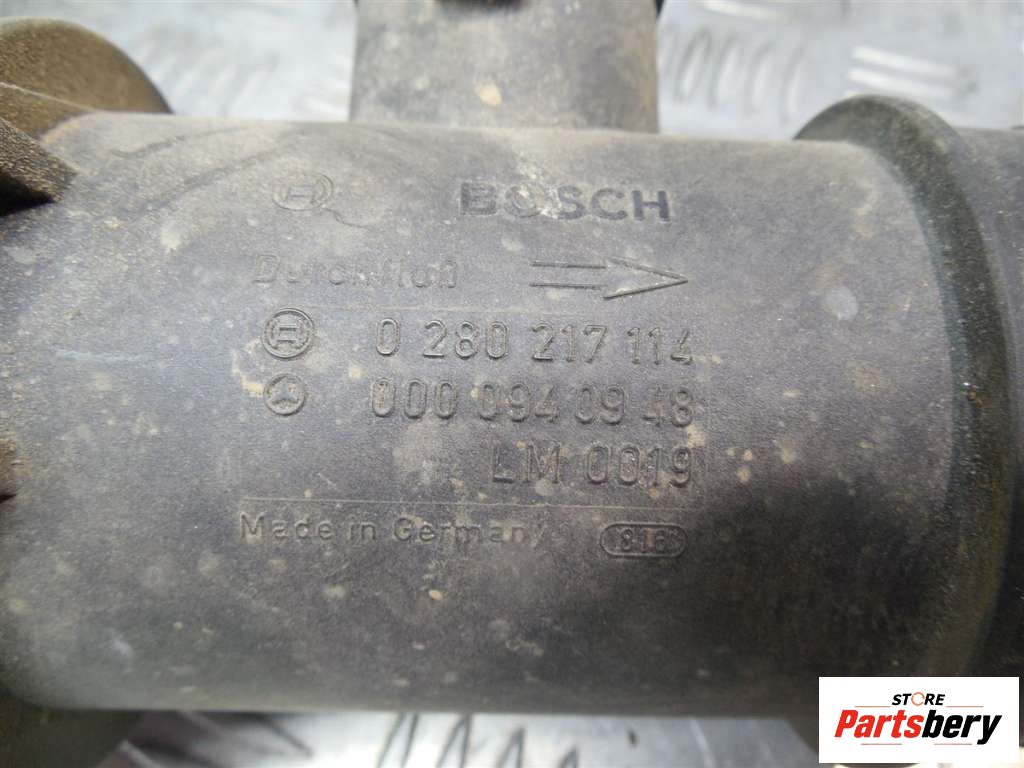 BOSCH
Durchfluß
0 280 217 114
000 094 09 48
LM 0019
Made in Germany
816
STORE
Partsbery